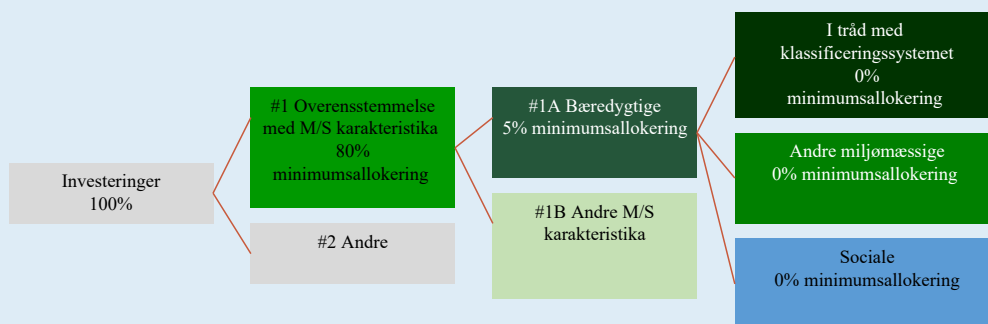 Investeringer
100%
#1 Overensstemmelse
med M/S karakteristika
80%
minimumsallokering
#2 Andre
#1A Bæredygtige
5% minimumsallokering
#1B Andre M/S
karakteristika
I tråd med
klassificeringssystemet
0%
minimumsallokering
Andre miljømæssige
0% minimumsallokering
Sociale
0% minimumsallokering